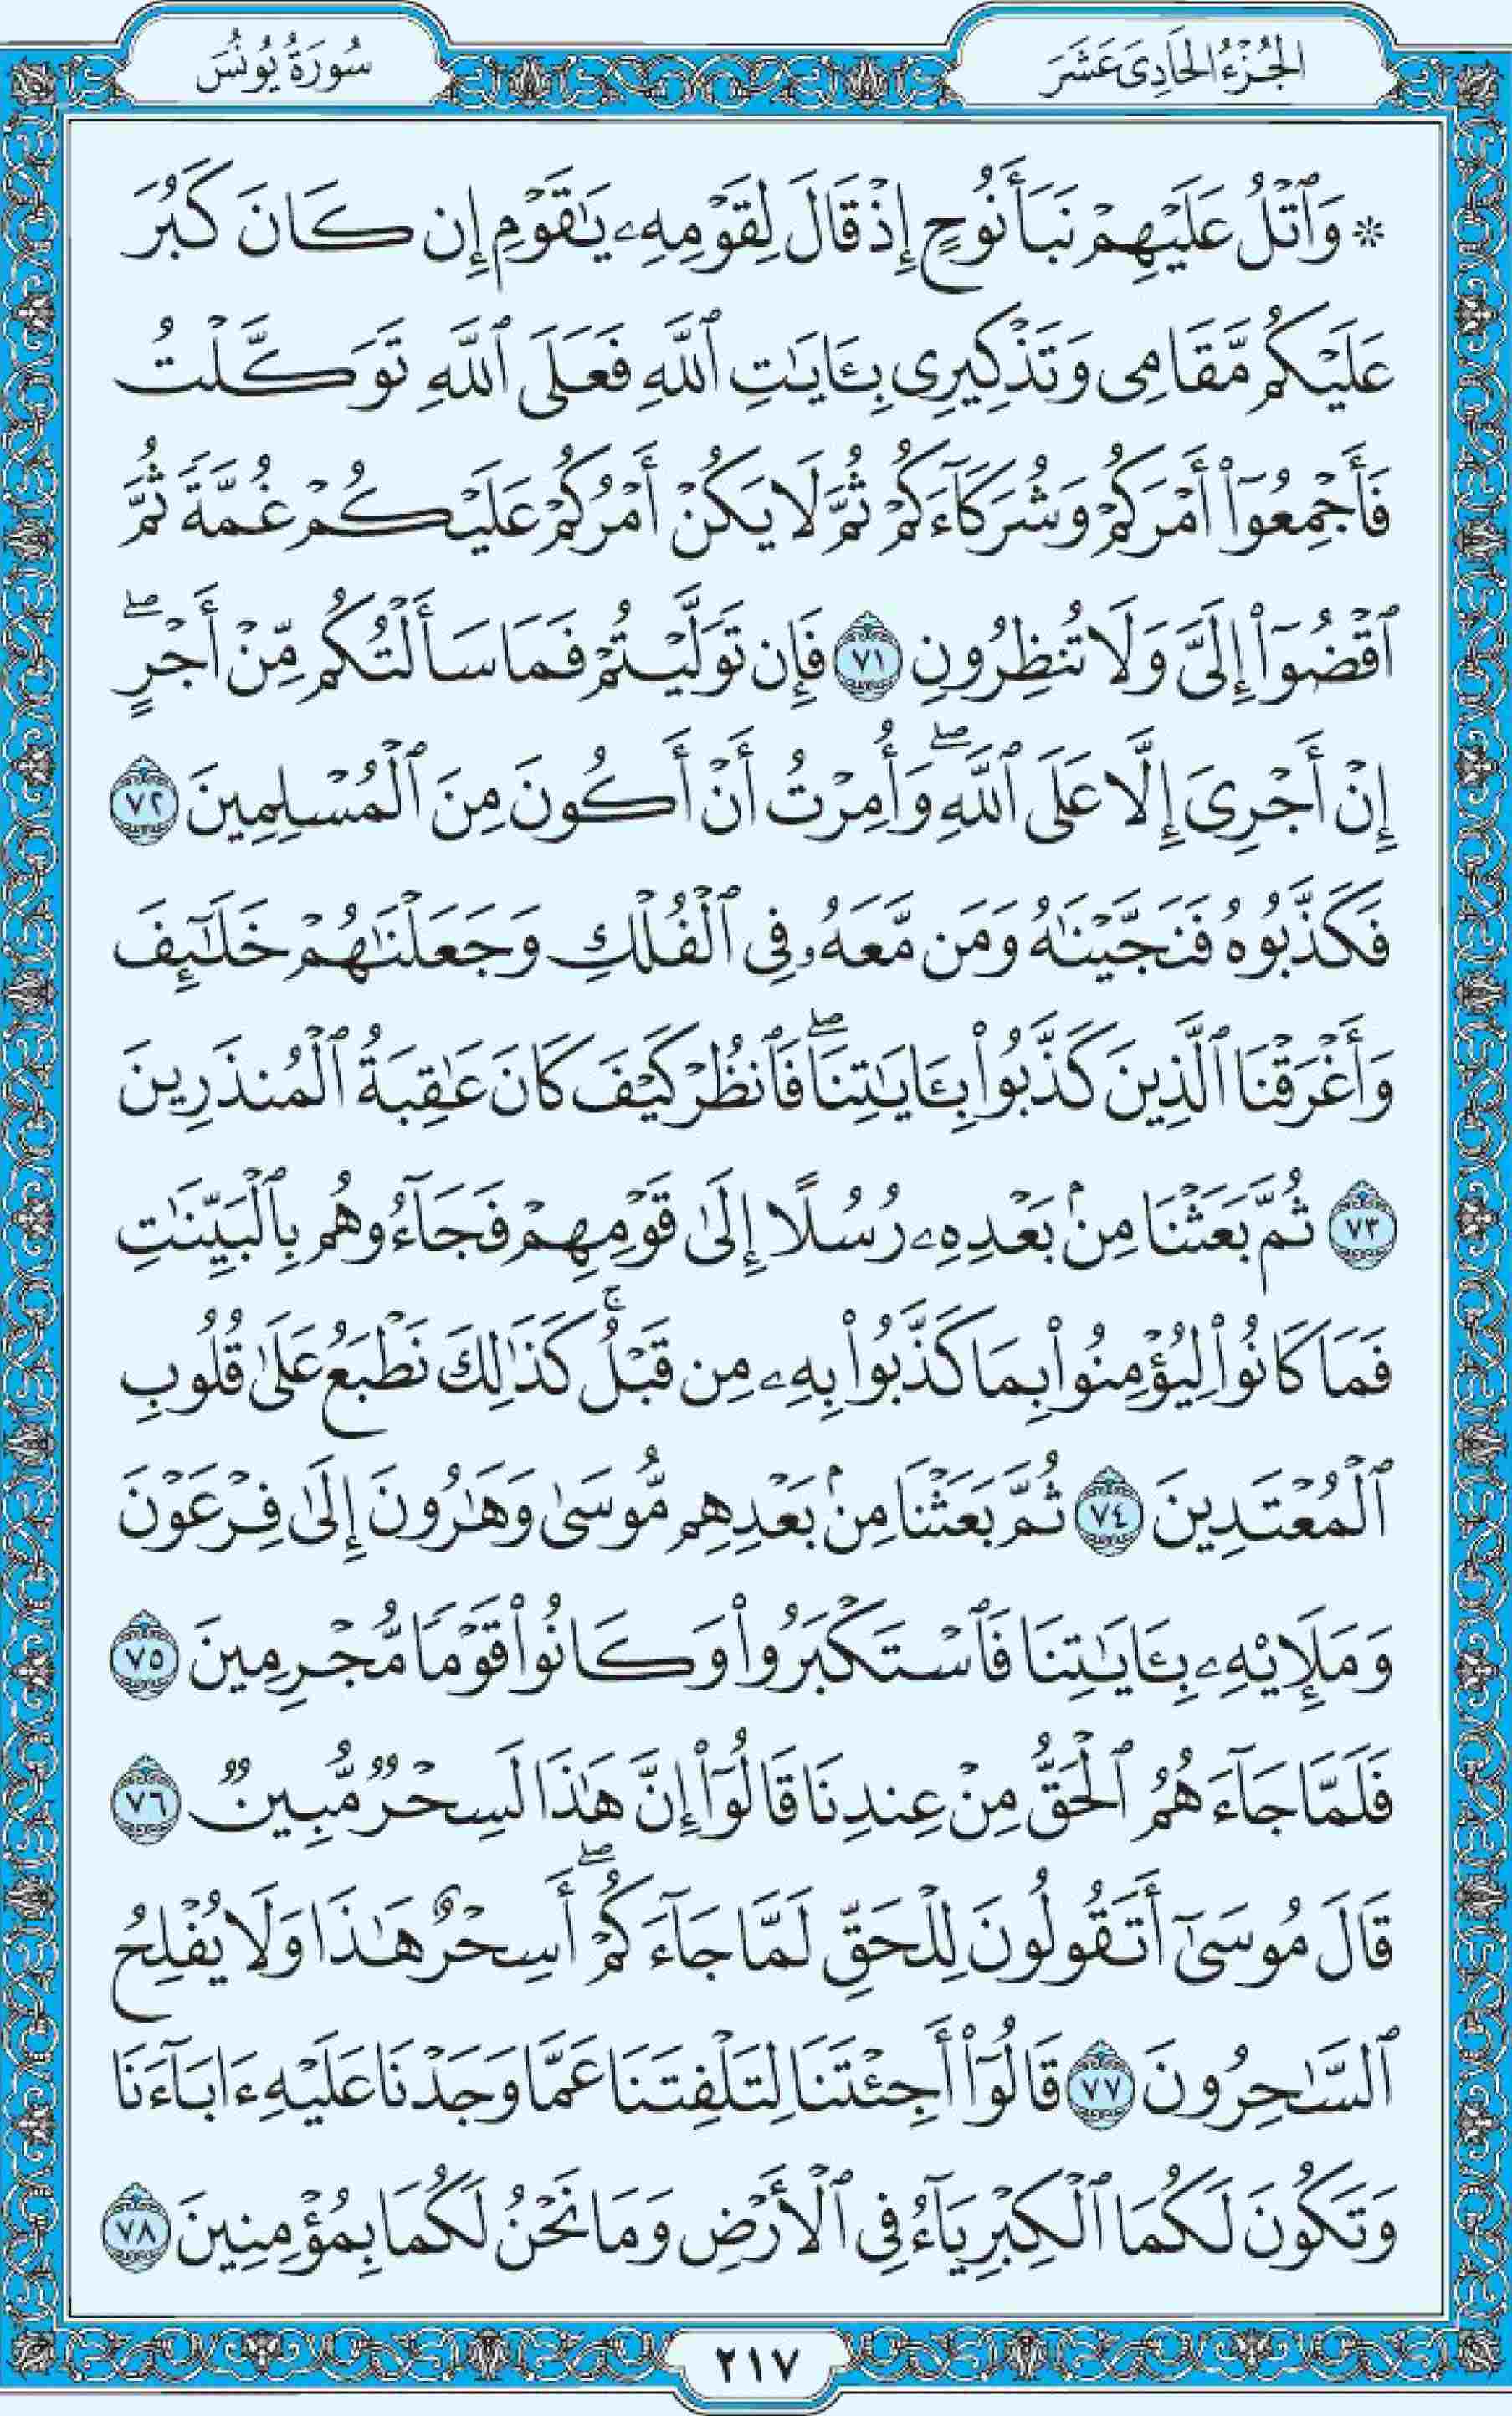 الجُزْءُ الحَادِىَ عَشَرَ
سُورَةُ يُونُسَ
۞ وَٱتْلُ عَلَيْهِمْ نَبَأَ نُوحٍ إِذْ قَالَ لِقَوْمِهِۦ يَٰقَوْمِ إِن كَانَ كَبُرَ
عَلَيْكُم مَّقَامِى وَتَذْكِيرِى بِـَٔايَٰتِ ٱللَّهِ فَعَلَى ٱللَّهِ تَوَكَّلْتُ
فَأَجْمِعُوٓا۟ أَمْرَكُمْ وَشُرَكَآءَكُمْ ثُمَّ لَا يَكُنْ أَمْرُكُمْ عَلَيْكُمْ غُمَّةً ثُمَّ
ٱقْضُوٓا۟ إِلَىَّ وَلَا تُنظِرُونِ ٧١ فَإِن تَوَلَّيْتُمْ فَمَا سَأَلْتُكُم مِّنْ أَجْرٍ ۖ
إِنْ أَجْرِىَ إِلَّا عَلَى ٱللَّهِ ۖ وَأُمِرْتُ أَنْ أَكُونَ مِنَ ٱلْمُسْلِمِينَ ٧٢
فَكَذَّبُوهُ فَنَجَّيْنَٰهُ وَمَن مَّعَهُۥ فِى ٱلْفُلْكِ وَجَعَلْنَٰهُمْ خَلَٰٓئِفَ
وَأَغْرَقْنَا ٱلَّذِينَ كَذَّبُوا۟ بِـَٔايَٰتِنَا ۖ فَٱنظُرْ كَيْفَ كَانَ عَٰقِبَةُ ٱلْمُنذَرِينَ
٧٣ ثُمَّ بَعَثْنَا مِنۢ بَعْدِهِۦ رُسُلًا إِلَىٰ قَوْمِهِمْ فَجَآءُوهُم بِٱلْبَيِّنَٰتِ
فَمَا كَانُوا۟ لِيُؤْمِنُوا۟ بِمَا كَذَّبُوا۟ بِهِۦ مِن قَبْلُ ۚ كَذَٰلِكَ نَطْبَعُ عَلَىٰ قُلُوبِ
ٱلْمُعْتَدِينَ ٧٤ ثُمَّ بَعَثْنَا مِنۢ بَعْدِهِم مُّوسَىٰ وَهَٰرُونَ إِلَىٰ فِرْعَوْنَ
وَمَلَإِي۟هِۦ بِـَٔايَٰتِنَا فَٱسْتَكْبَرُوا۟ وَكَانُوا۟ قَوْمًا مُّجْرِمِينَ ٧٥
فَلَمَّا جَآءَهُمُ ٱلْحَقُّ مِنْ عِندِنَا قَالُوٓا۟ إِنَّ هَٰذَا لَسِحْرٌ مُّبِينٌ ٧٦
قَالَ مُوسَىٰٓ أَتَقُولُونَ لِلْحَقِّ لَمَّا جَآءَكُمْ ۖ أَسِحْرٌ هَٰذَا وَلَا يُفْلِحُ
ٱلسَّٰحِرُونَ ٧٧ قَالُوٓا۟ أَجِئْتَنَا لِتَلْفِتَنَا عَمَّا وَجَدْنَا عَلَيْهِ ءَابَآءَنَا
وَتَكُونَ لَكُمَا ٱلْكِبْرِيَآءُ فِى ٱلْأَرْضِ وَمَا نَحْنُ لَكُمَا بِمُؤْمِنِينَ ٧٨
٢١٧